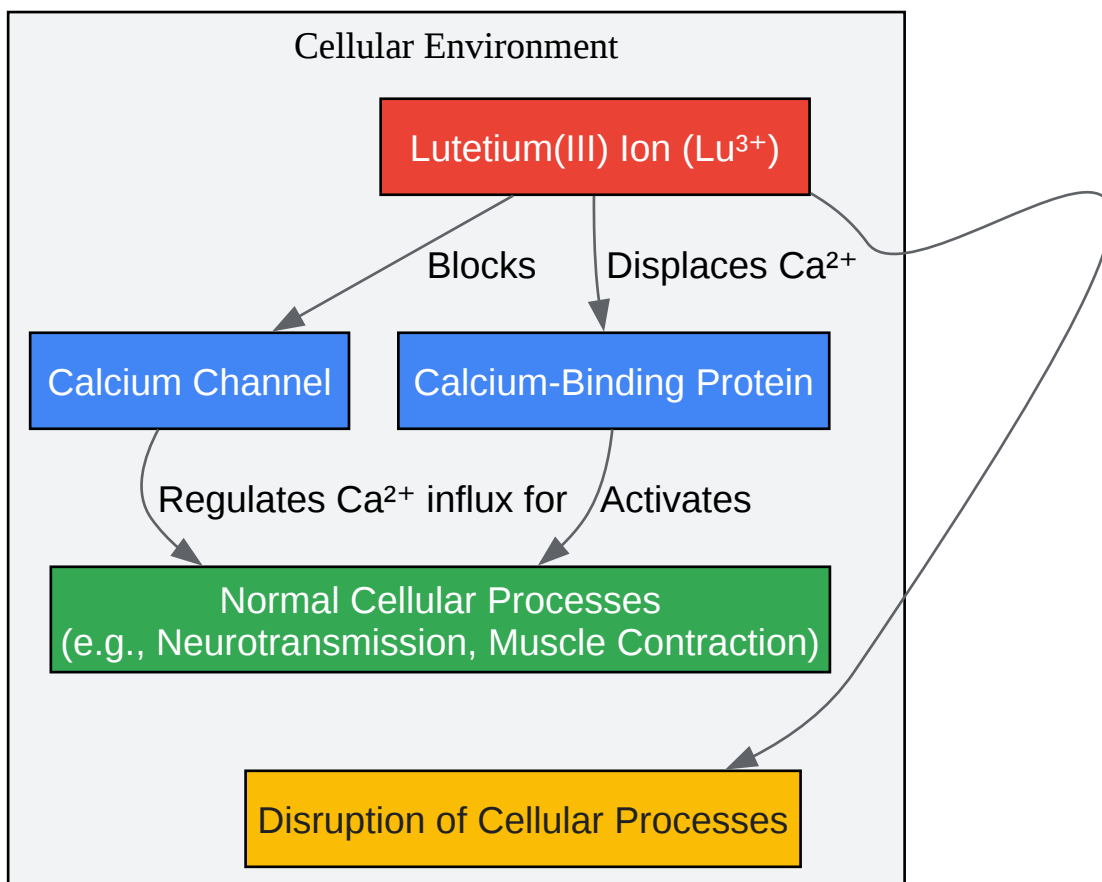 Cellular Environment
Lutetium(III) Ion (Lu³⁺)
Blocks
Displaces Ca²⁺
Calcium Channel
Calcium-Binding Protein
Regulates Ca²⁺ influx for
Activates
Normal Cellular Processes
(e.g., Neurotransmission, Muscle Contraction)
Disruption of Cellular Processes